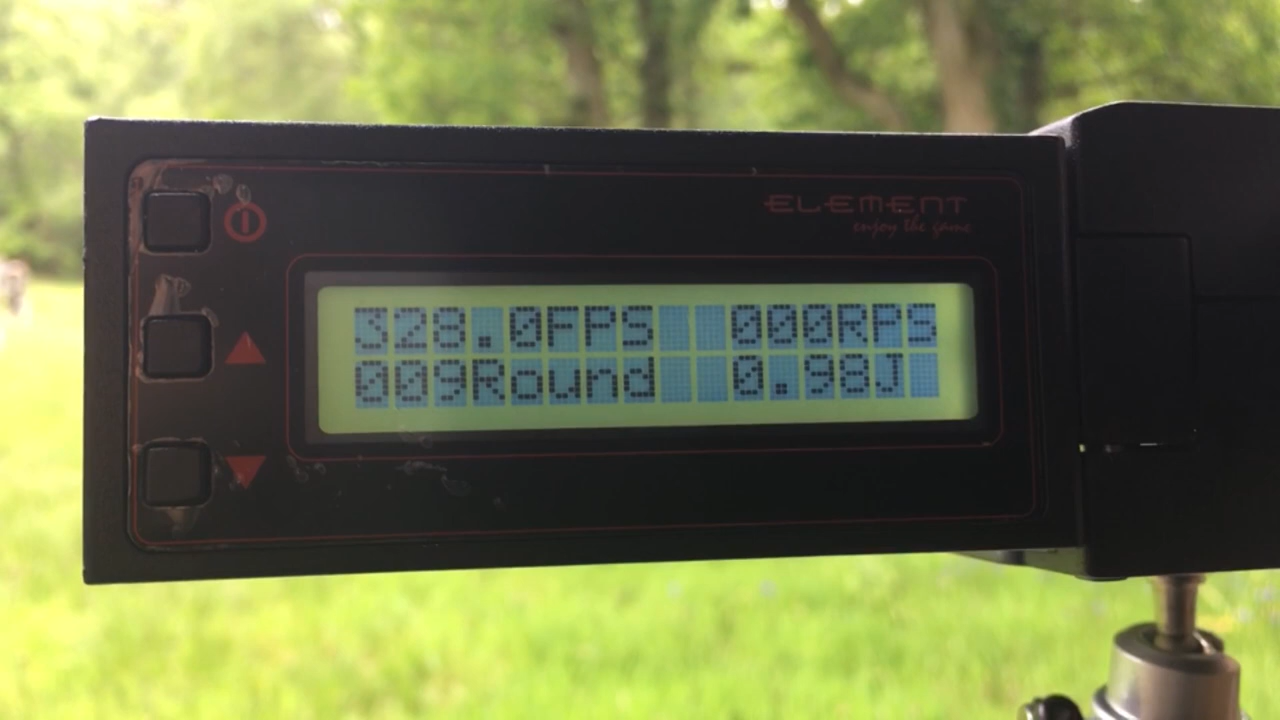 ELEMENT
enjoy the game
328.0FPS 000RPS
009Round 0.98J